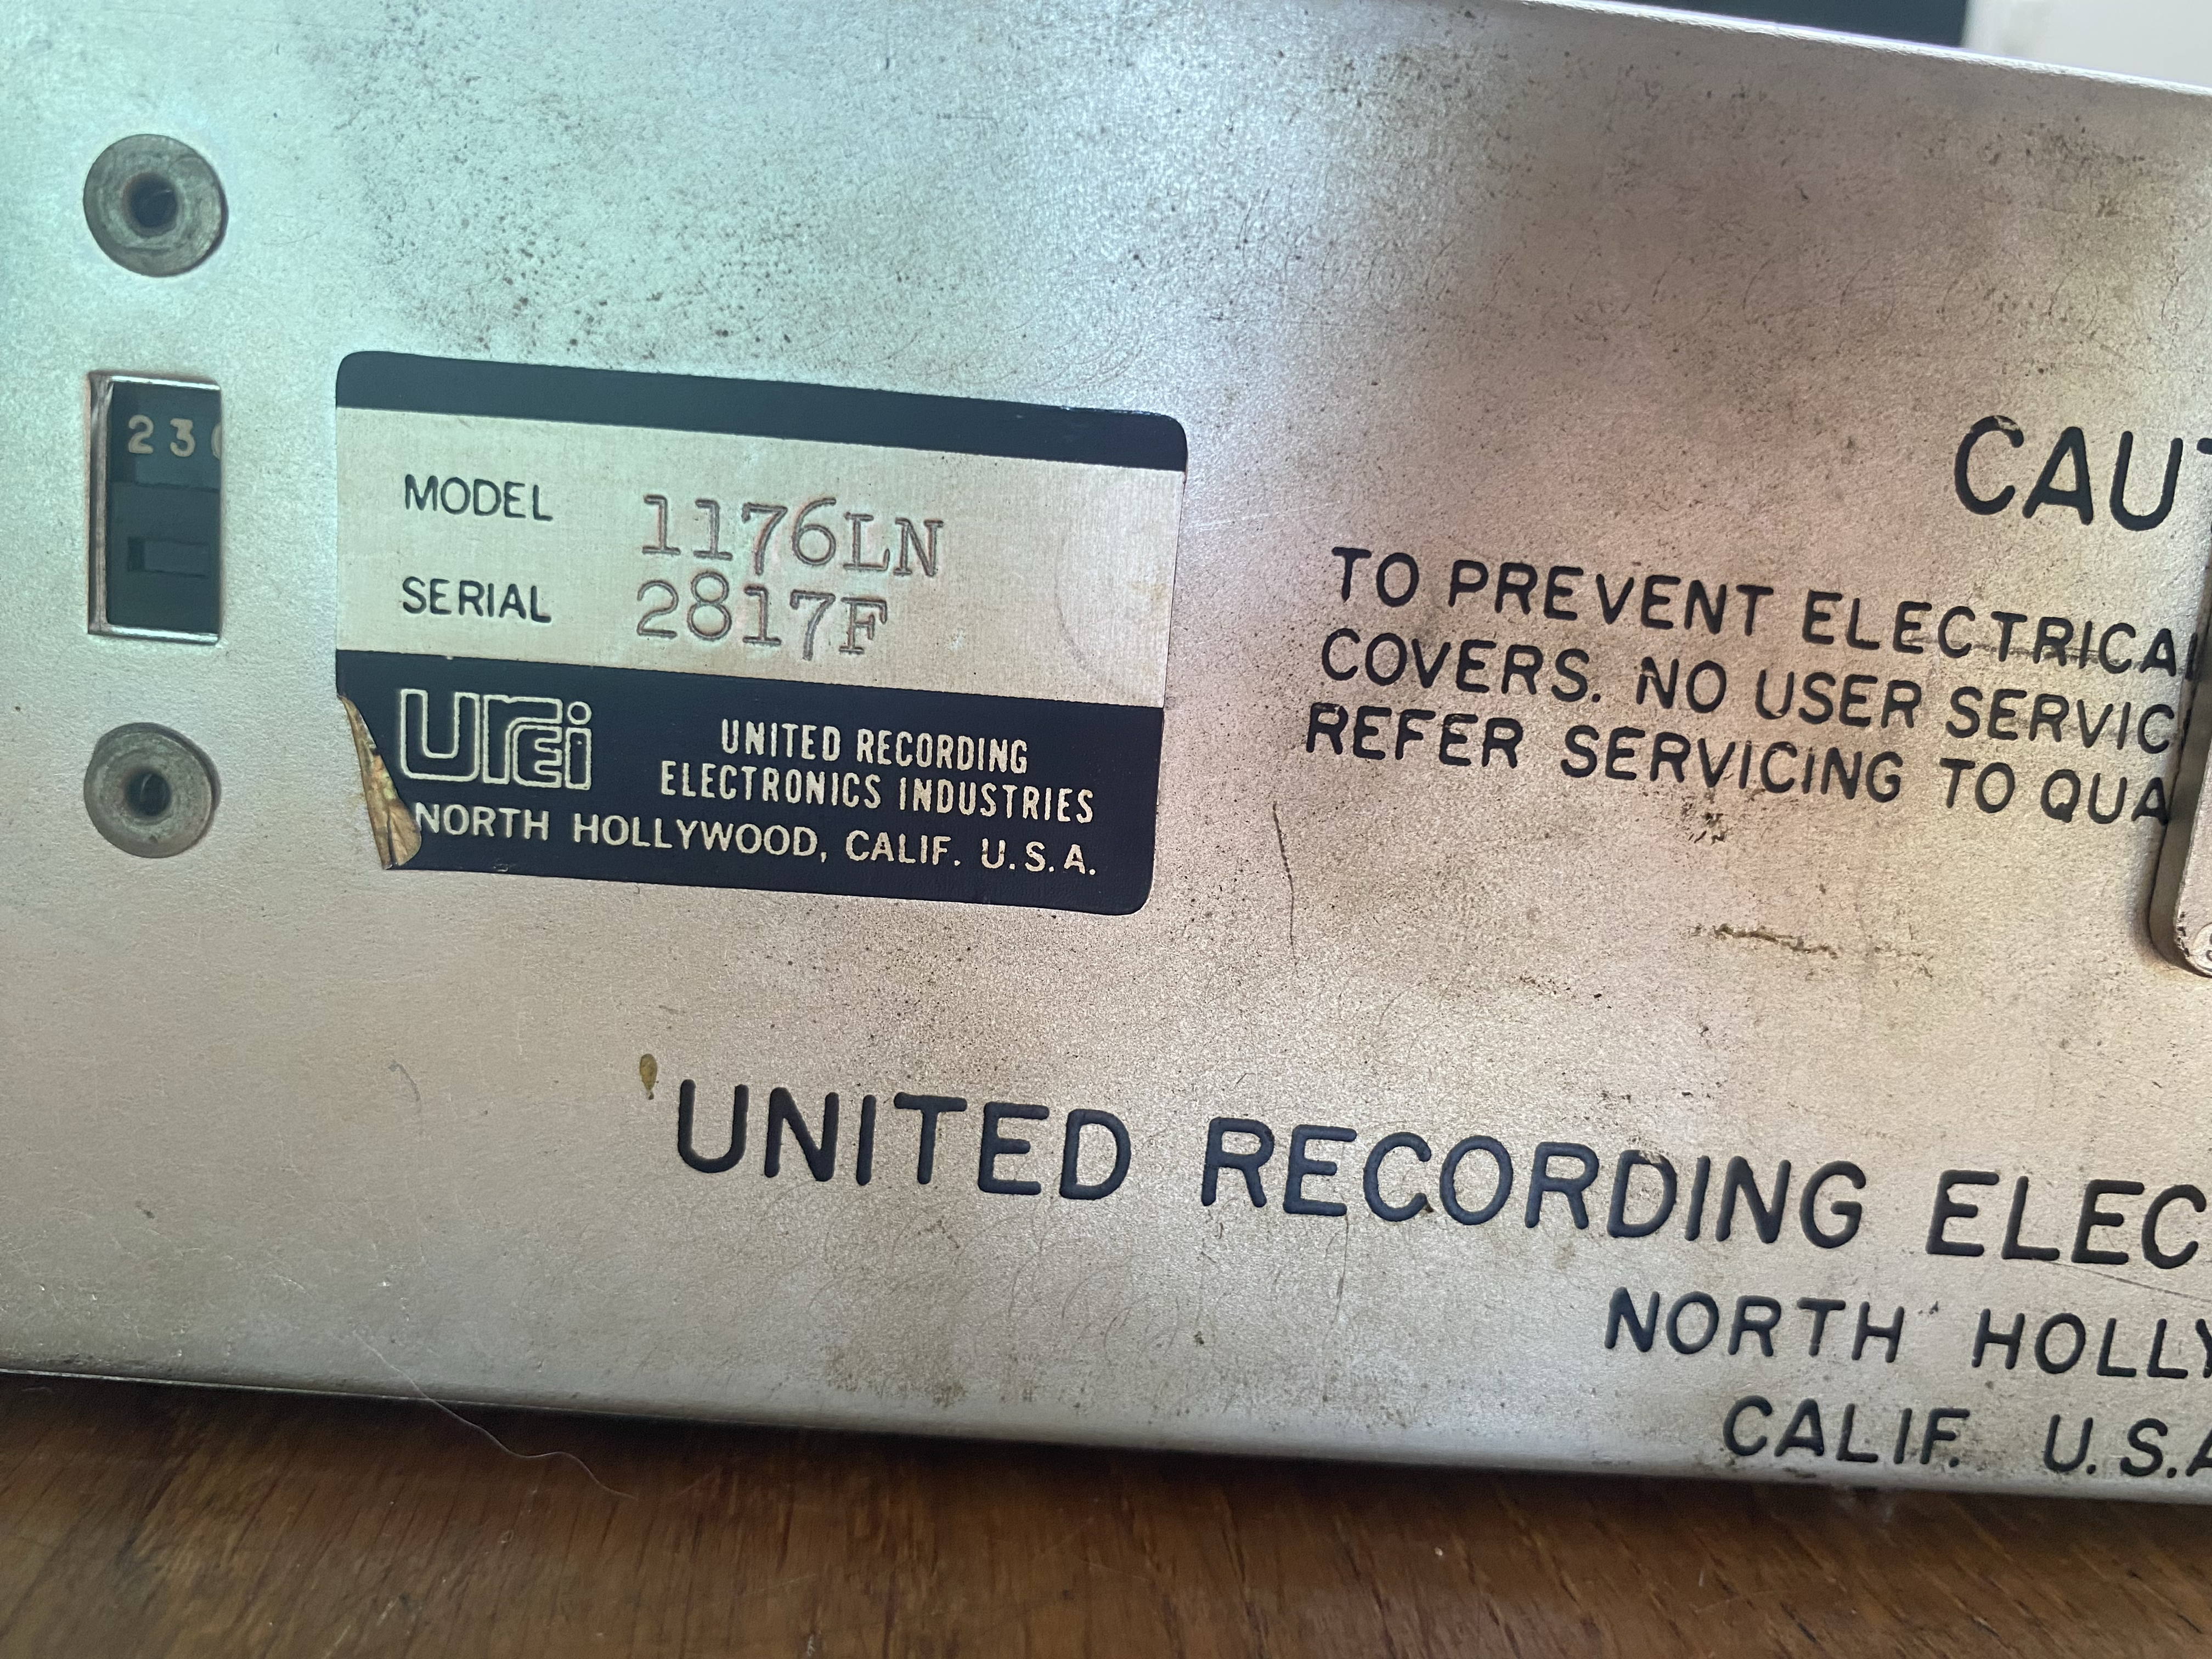 230
MODEL 1176LN
SERIAL 2817F
urei UNITED RECORDING
ELECTRONICS INDUSTRIES
NORTH HOLLYWOOD, CALIF. U.S.A.
CAUT
TO PREVENT ELECTRICA
COVERS. NO USER SERVIC
REFER SERVICING TO QUA
UNITED RECORDING ELEC
NORTH HOLLY
CALIF. U.S.A